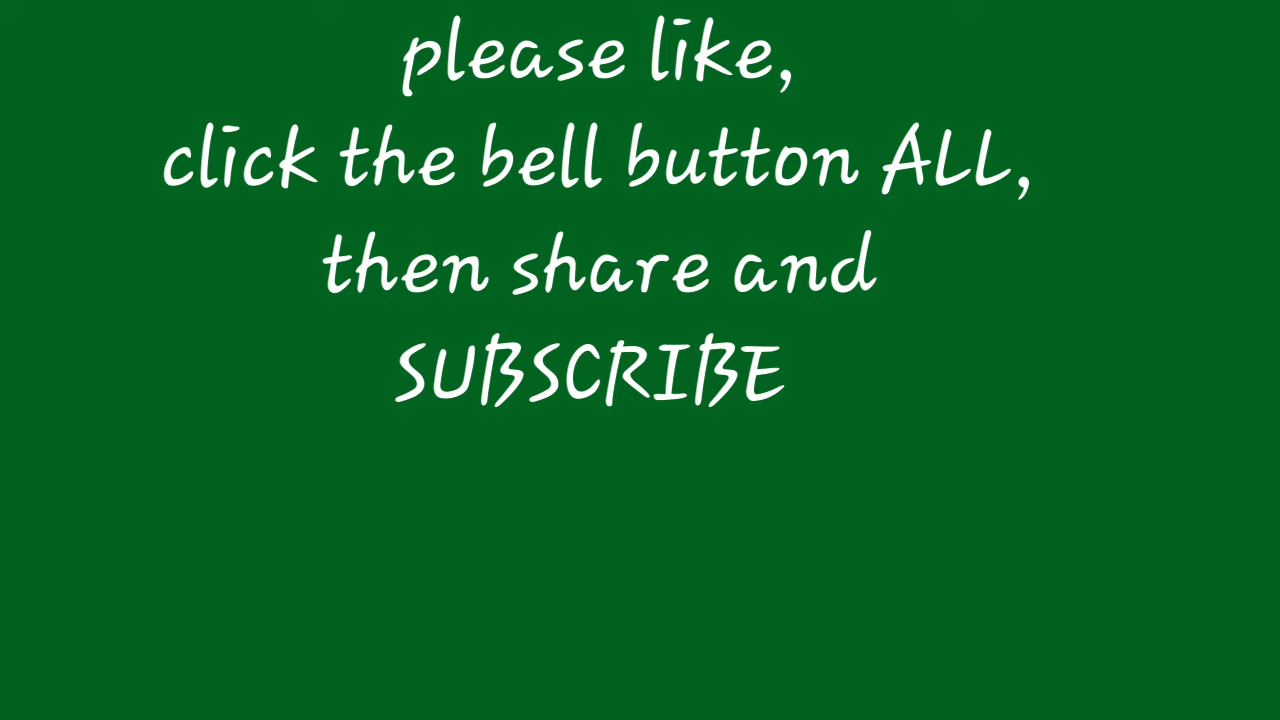 please like,
click the bell button ALL,
then share and
SUBSCRIBE